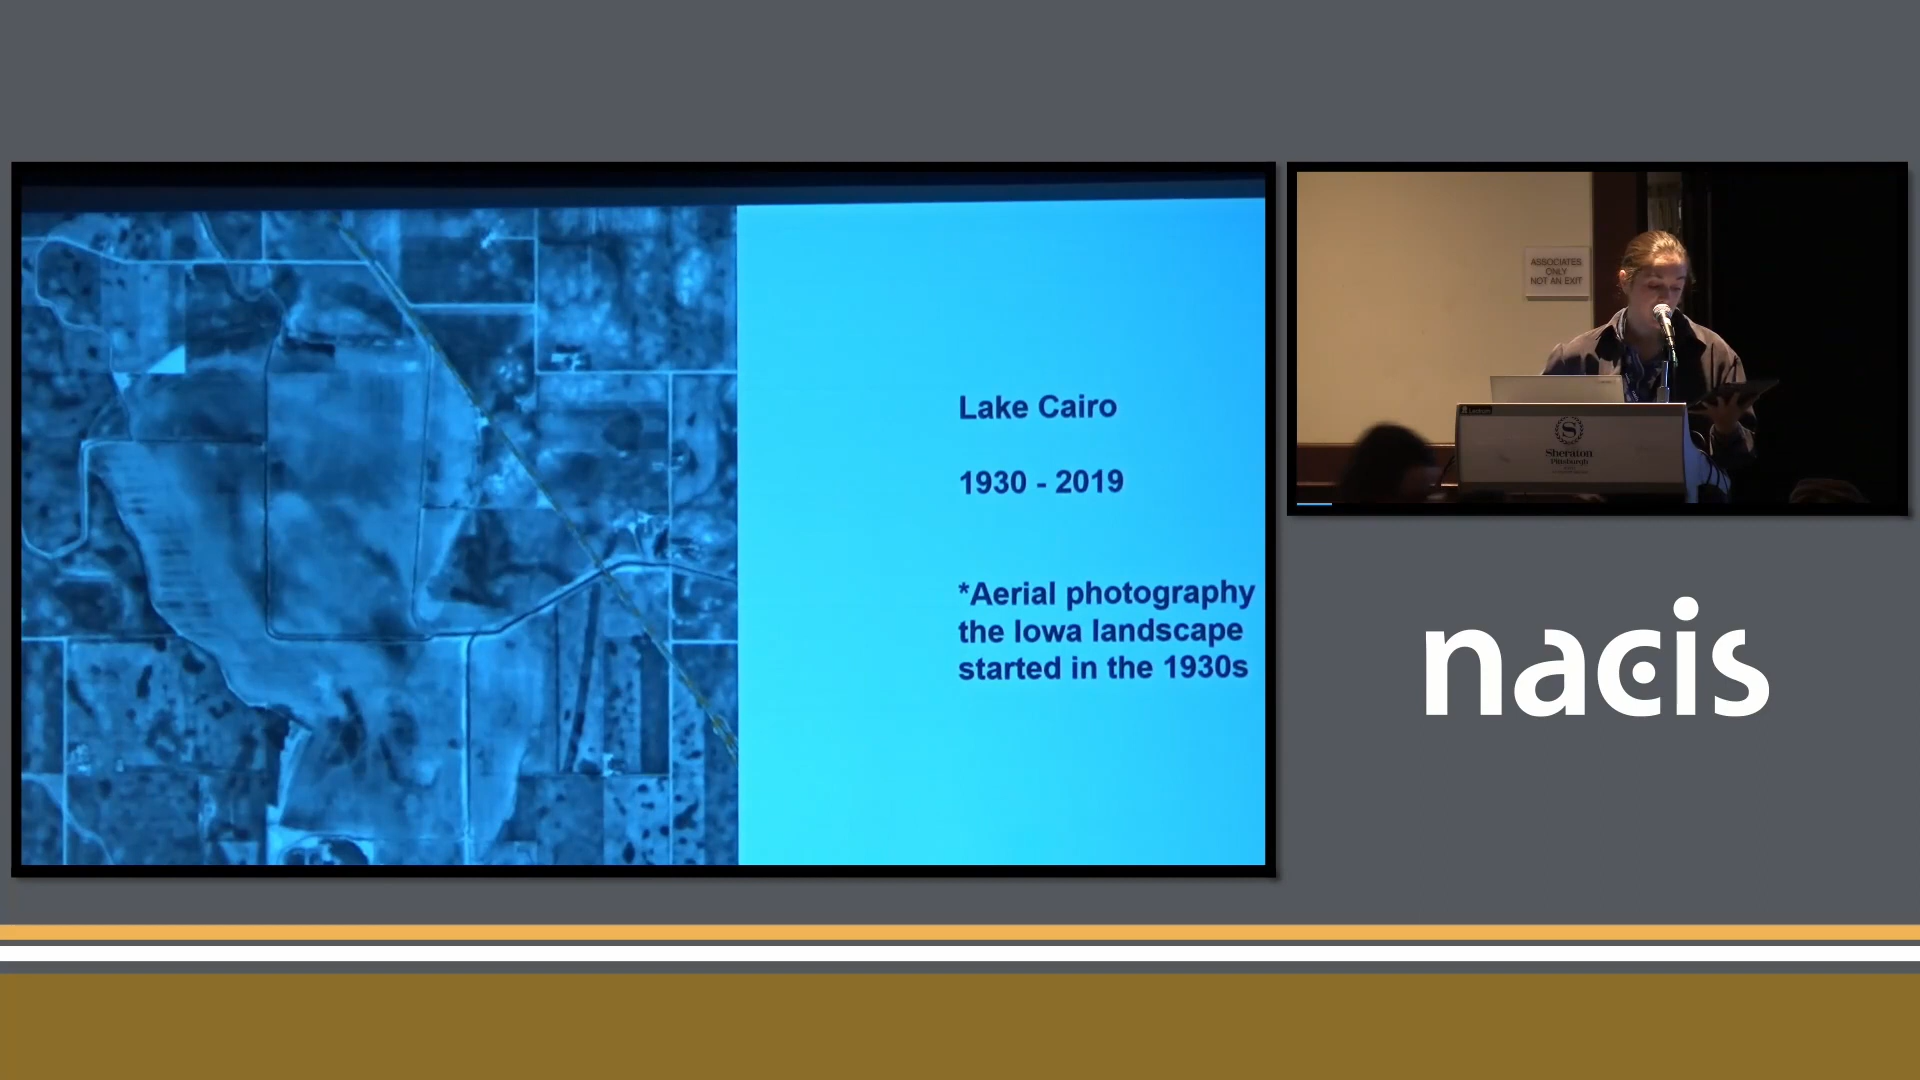 Lake Cairo
1930 - 2019
*Aerial photography
the Iowa landscape
started in the 1930s
ASSOCIATES
ONLY
NOT AN EXIT
S
Sheraton
Pittsburgh
nacis